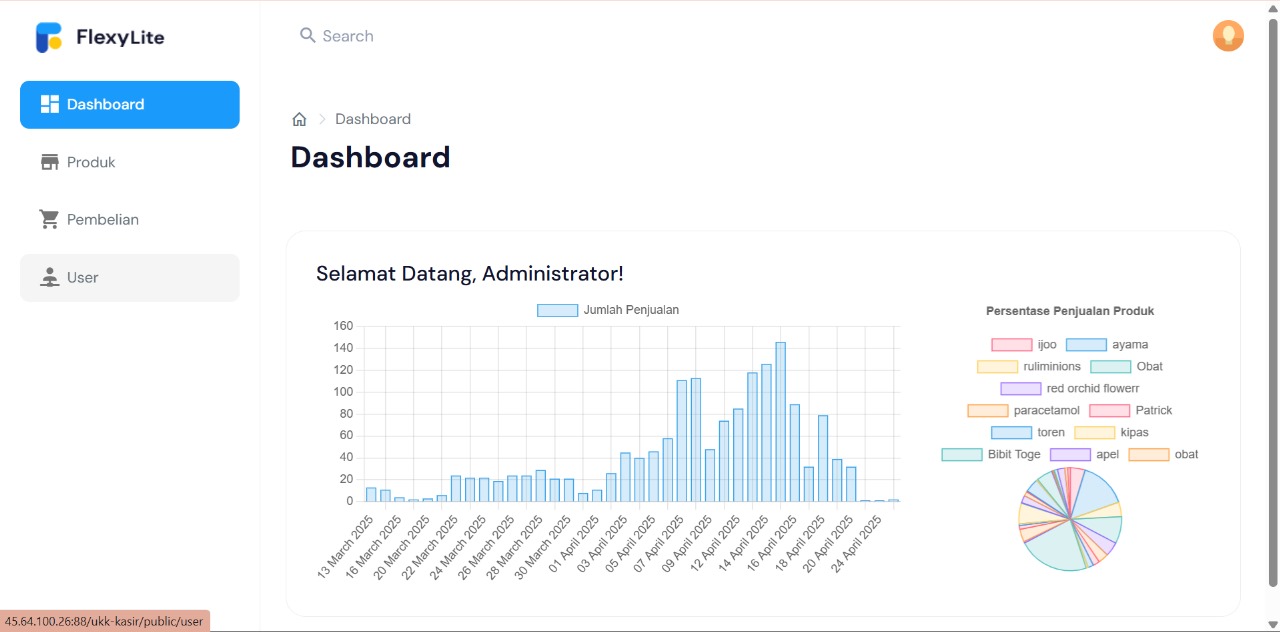 FlexyLite
Search
Dashboard
Produk
Pembelian
User
Dashboard
Dashboard
Selamat Datang, Administrator!
Jumlah Penjualan
160
140
120
100
80
60
40
20
0
13 March 2025
16 March 2025
20 March 2025
22 March 2025
24 March 2025
26 March 2025
28 March 2025
30 March 2025
01 April 2025
03 April 2025
05 April 2025
07 April 2025
09 April 2025
12 April 2025
14 April 2025
16 April 2025
18 April 2025
20 April 2025
24 April 2025
Persentase Penjualan Produk
ijoo ayama
ruliminions Obat
red orchid flowerr
paracetamol Patrick
toren kipas
Bibit Toge apel obat
45.64.100.26:88/ukk-kasir/public/user